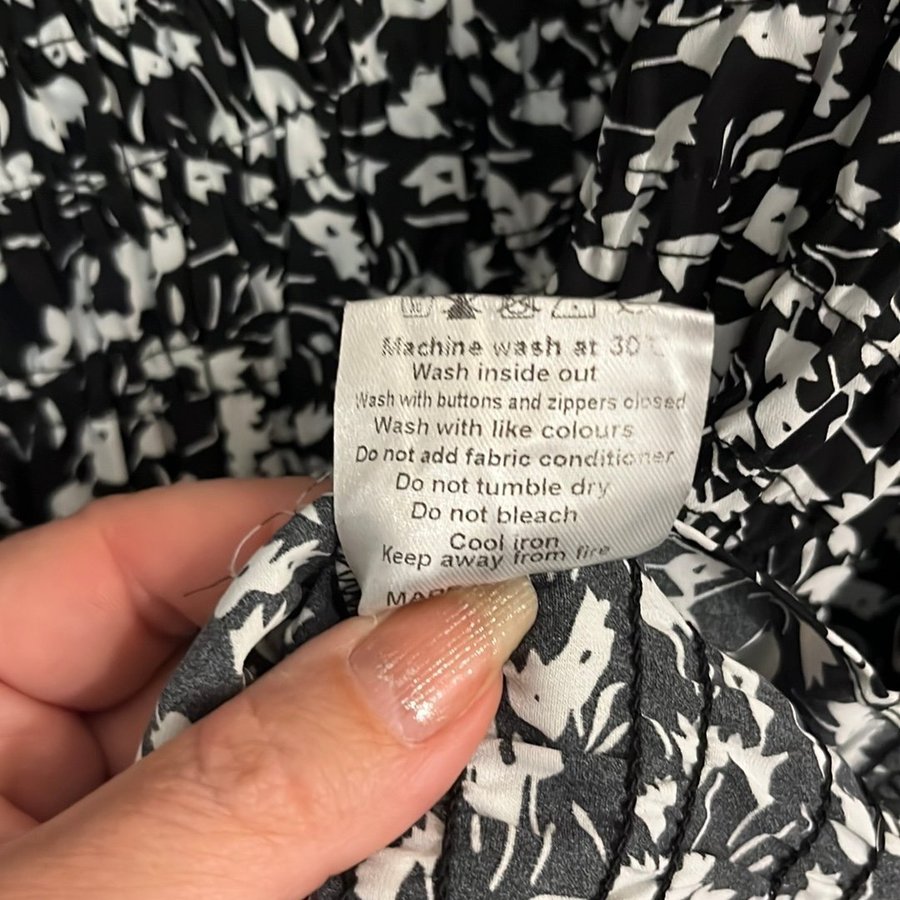 Machine wash at 30°C
Wash inside out
Wash with buttons and zippers closed
Wash with like colours
Do not add fabric conditioner
Do not tumble dry
Do not bleach
Cool iron
Keep away from fire